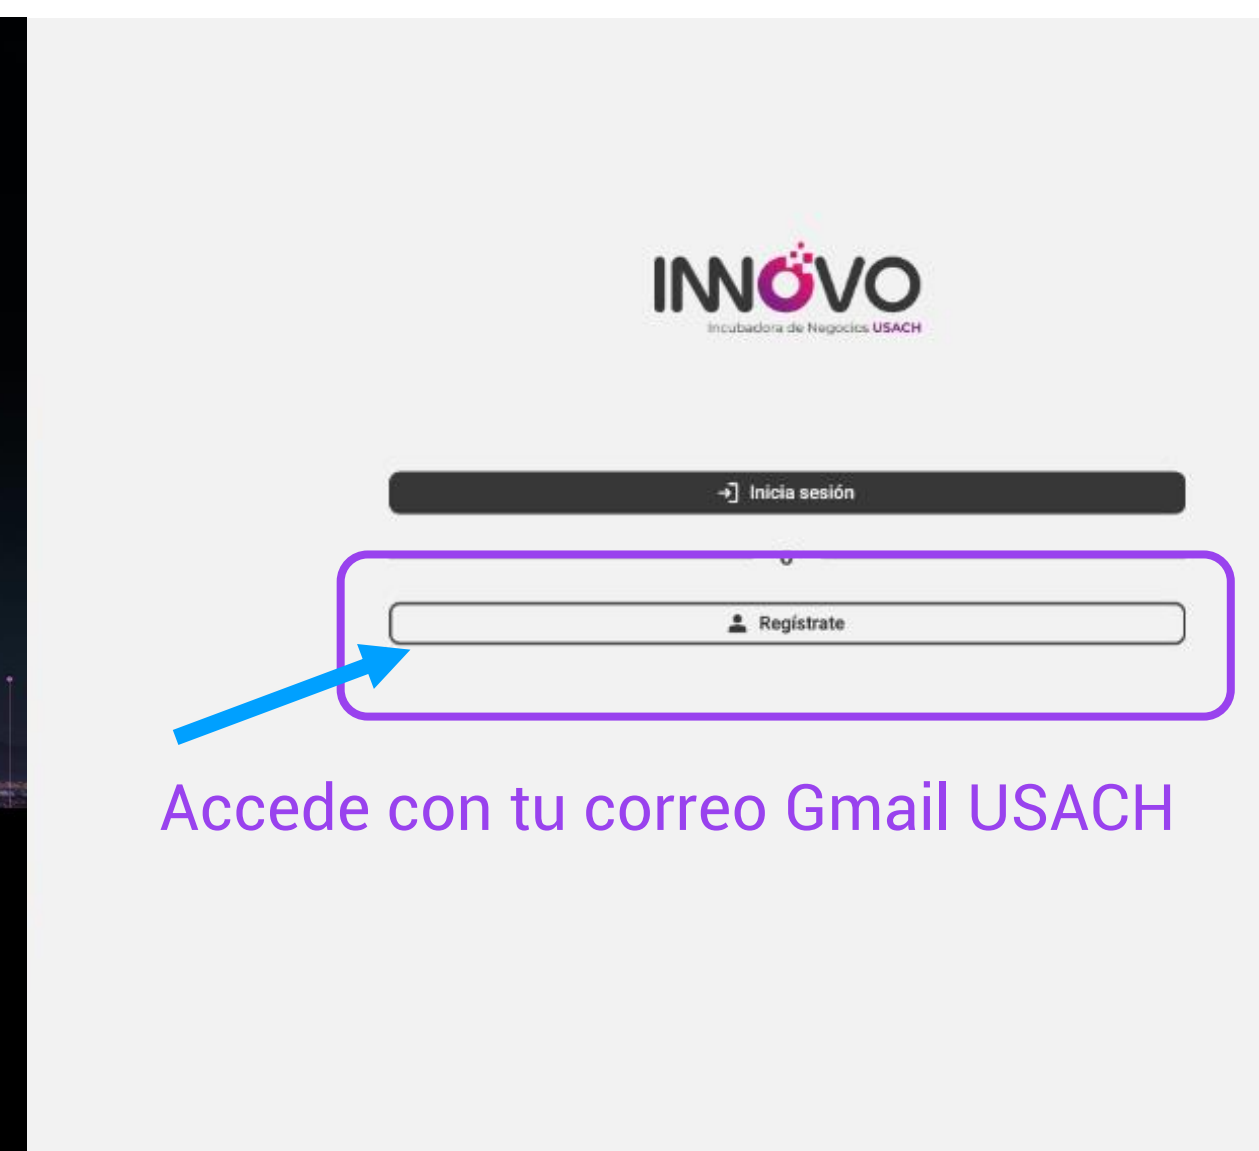 INNOVO
Incubadora de Negocios USACH
Inicia sesión
o
Regístrate
Accede con tu correo Gmail USACH